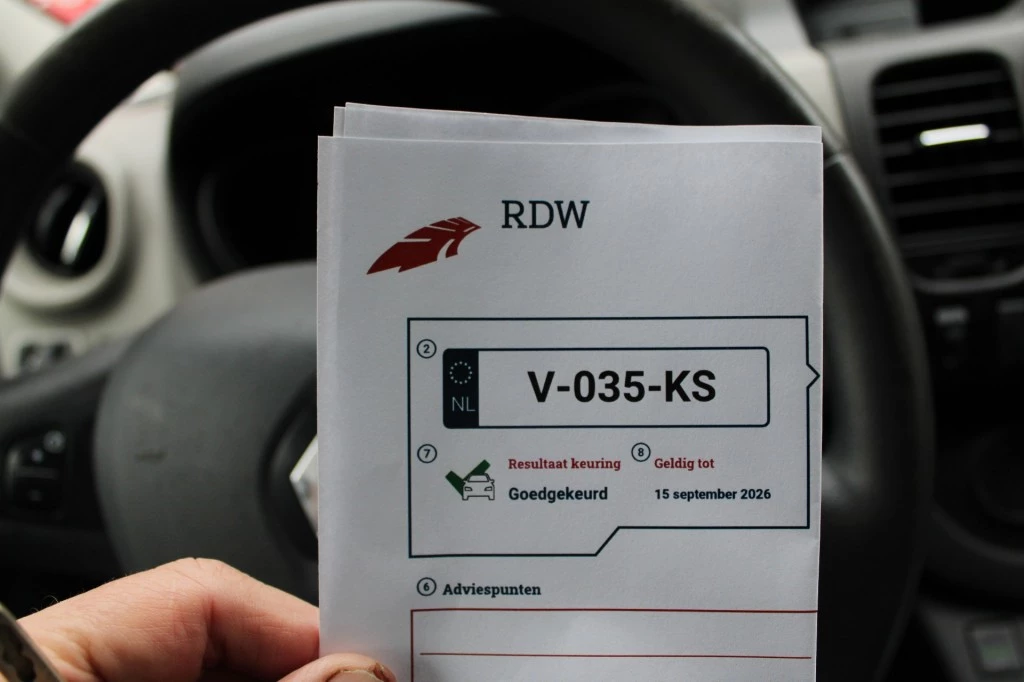 RDW
2
NL
V-035-KS
7
Resultaat keuring
8
Geldig tot
Goedgekeurd
15 september 2026
6 Adviespunten